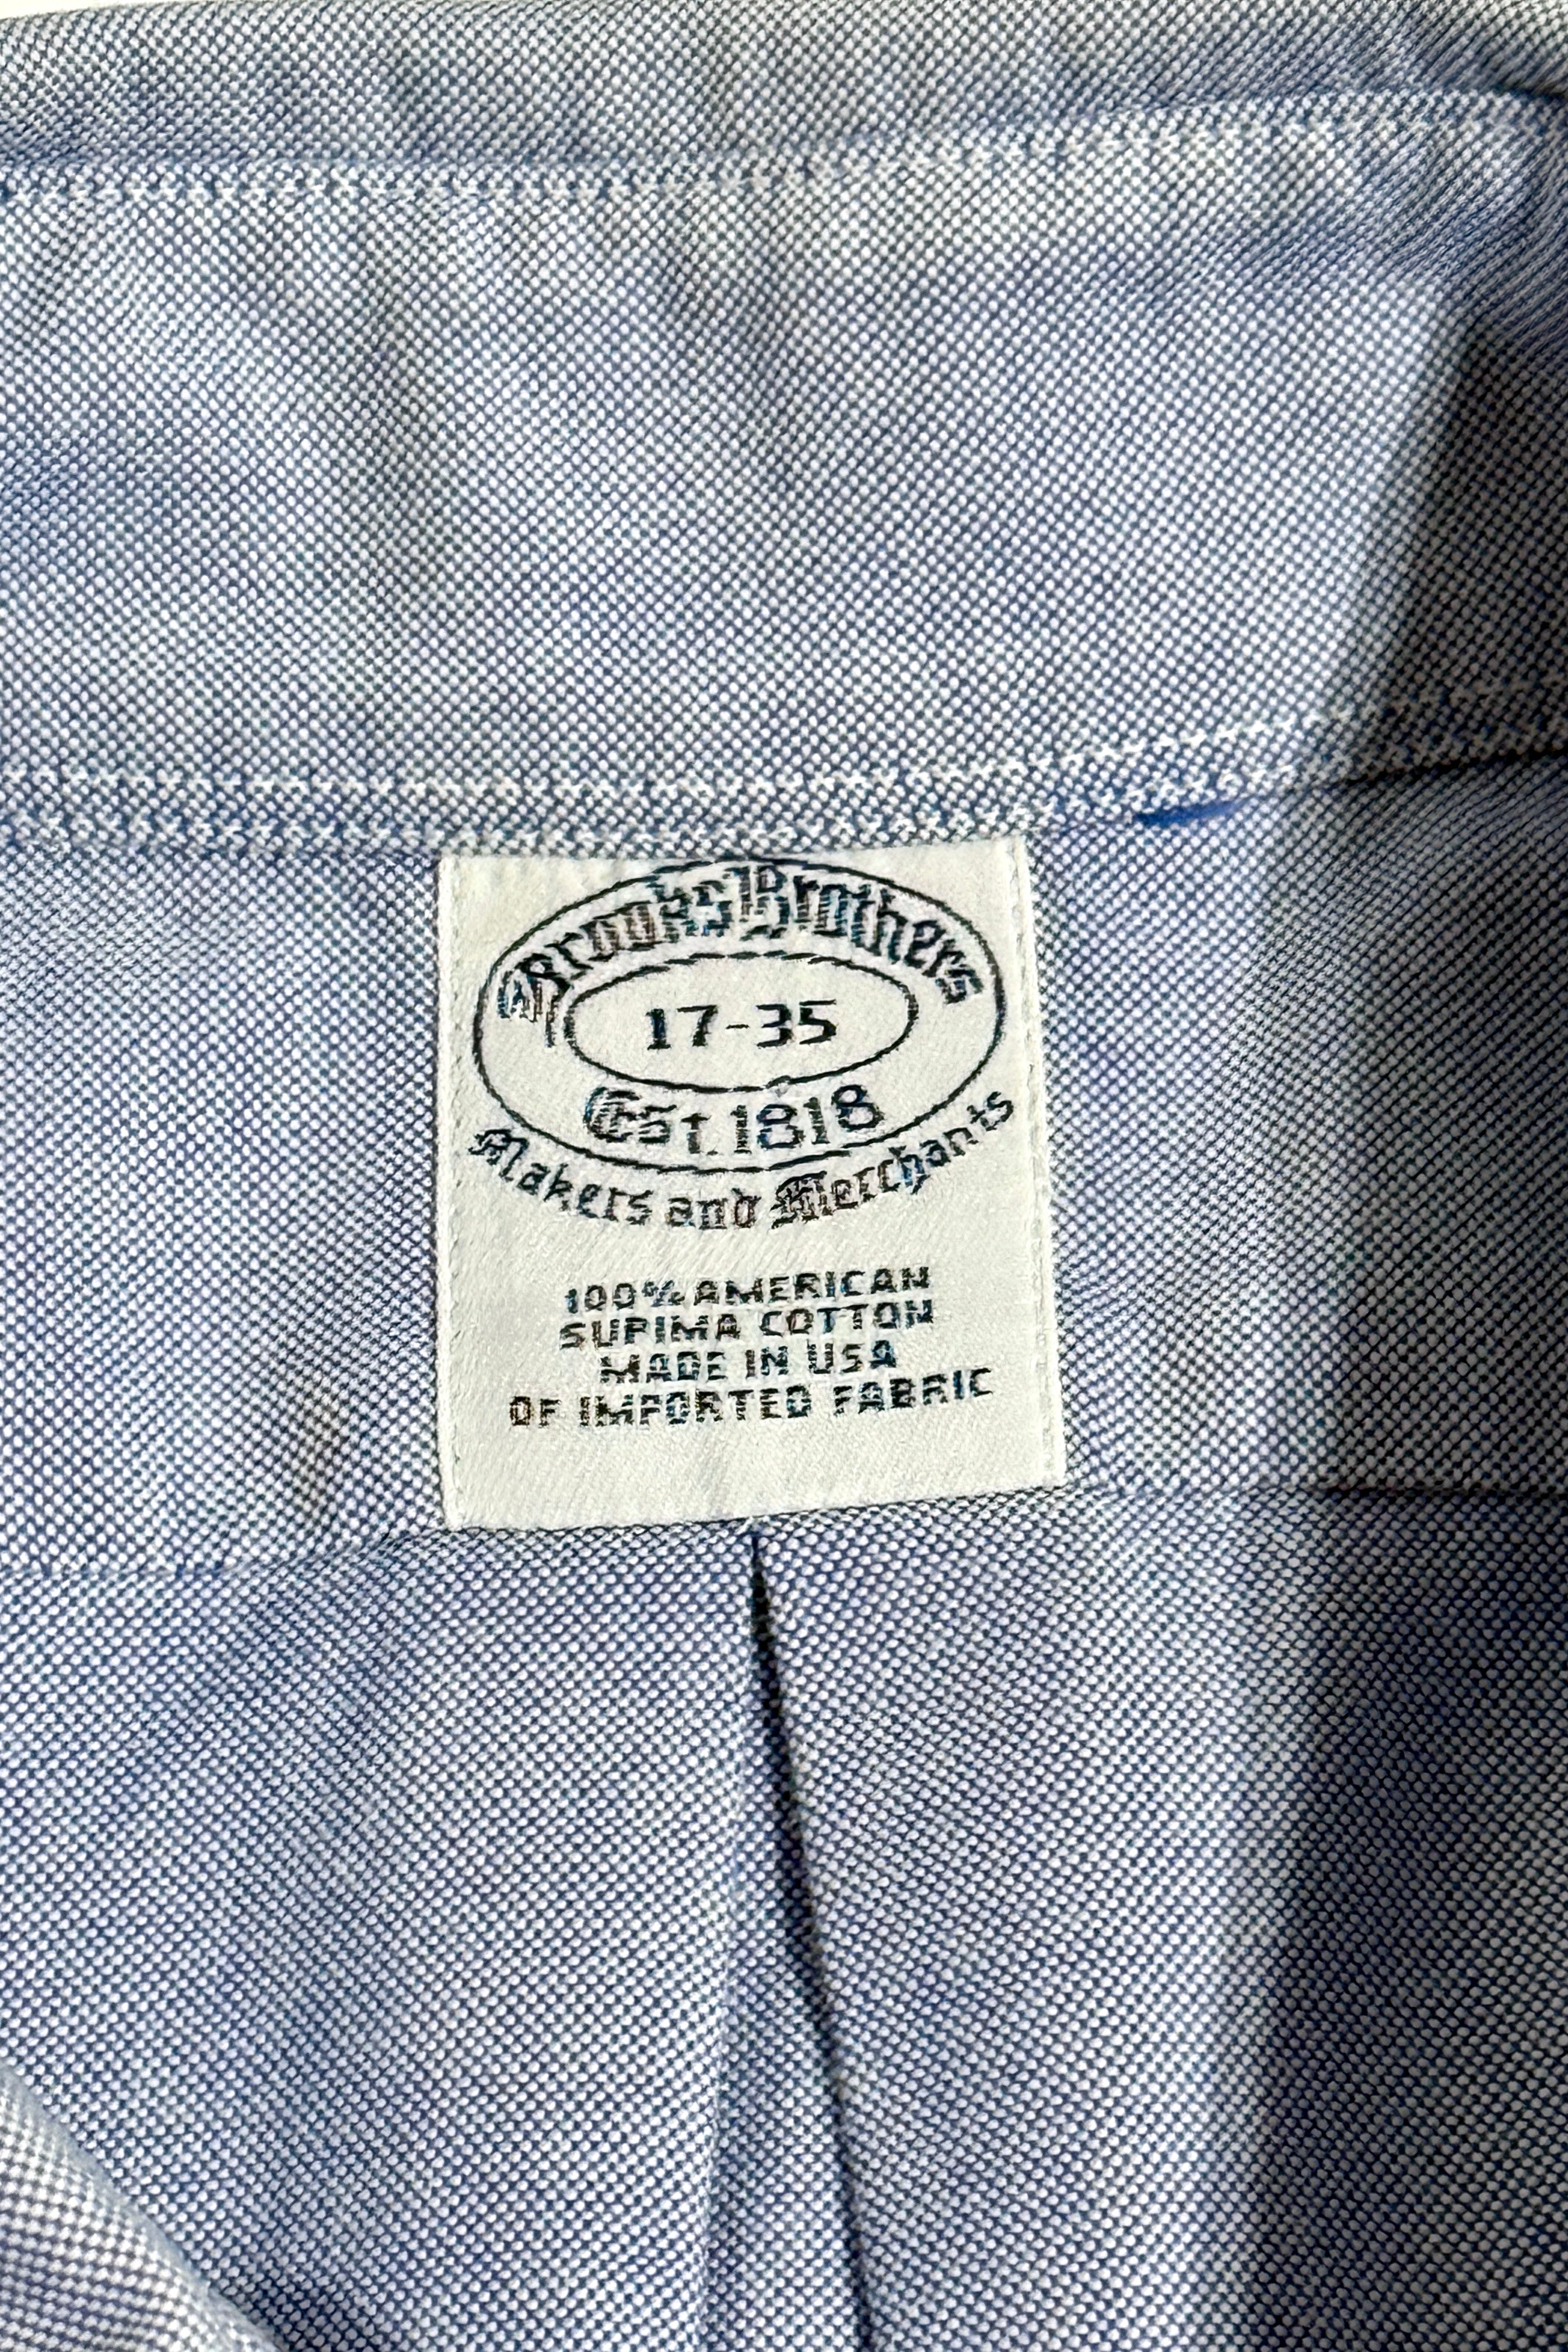 Brooks Brothers
17-35
Est. 1818
Makers and Merchants
100% AMERICAN
SUPIMA COTTON
MADE IN USA
OF IMPORTED FABRIC